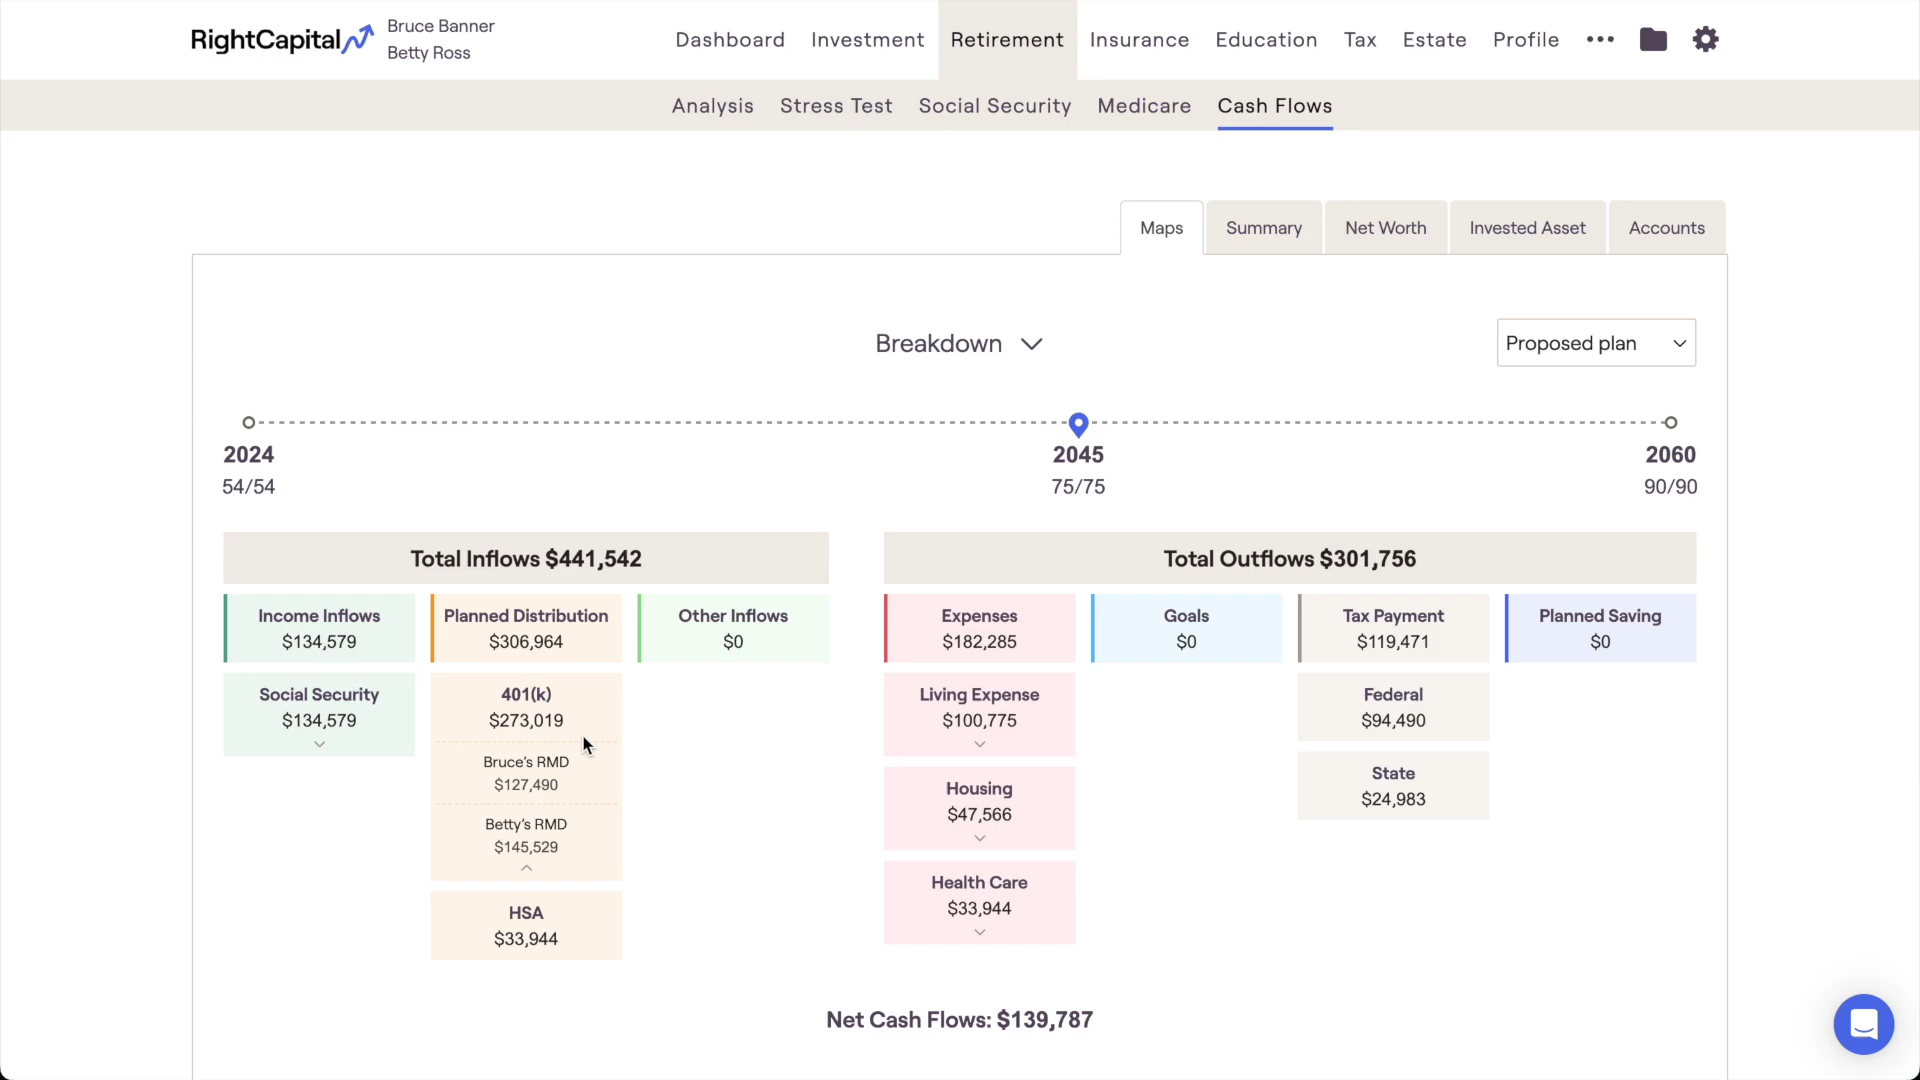 RightCapital
Bruce Banner
Betty Ross
Dashboard Investment Retirement Insurance Education Tax Estate Profile
Analysis Stress Test Social Security Medicare Cash Flows
Maps Summary Net Worth Invested Asset Accounts
Breakdown
Proposed plan
2024 2045 2060
54/54 75/75 90/90
Total Inflows $441,542
Income Inflows
$134,579
Social Security
$134,579
Planned Distribution
$306,964
401(k)
$273,019
Bruce's RMD
$127,490
Betty's RMD
$145,529
HSA
$33,944
Other Inflows
$0
Total Outflows $301,756
Expenses
$182,285
Living Expense
$100,775
Housing
$47,566
Health Care
$33,944
Goals
$0
Tax Payment
$119,471
Federal
$94,490
State
$24,983
Planned Saving
$0
Net Cash Flows: $139,787